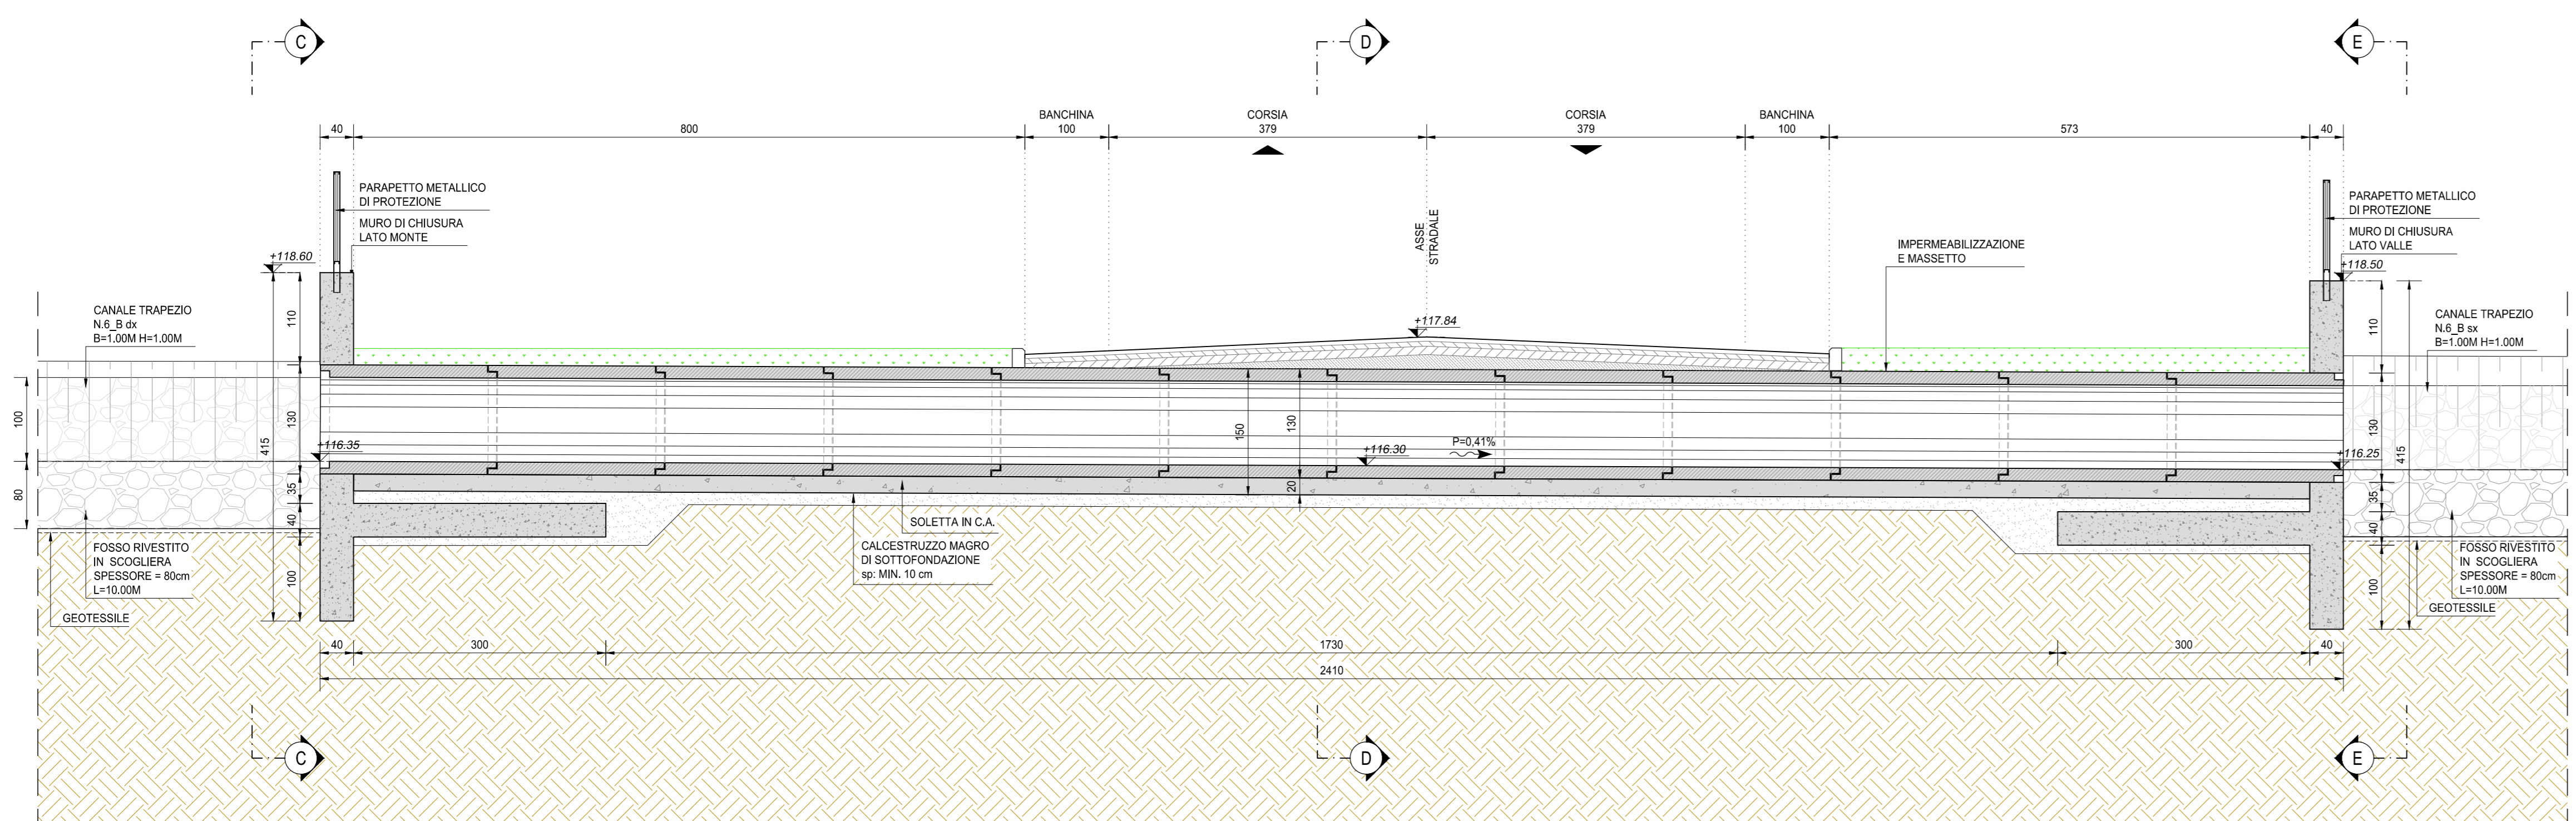 C
D
E
BANCHINA
CORSIA
CORSIA
BANCHINA
40
800
100
379
379
100
573
40
PARAPETTO METALLICO
DI PROTEZIONE
MURO DI CHIUSURA
LATO MONTE
ASSE
STRADALE
IMPERMEABILIZZAZIONE
E MASSETTO
PARAPETTO METALLICO
DI PROTEZIONE
MURO DI CHIUSURA
LATO VALLE
+118.60
+118.50
CANALE TRAPEZIO
N.6_B dx
B=1.00M H=1.00M
110
+117.84
110
CANALE TRAPEZIO
N.6_B sx
B=1.00M H=1.00M
100
130
415
+116.35
150
130
+116.30
P=0,41%
130
415
+116.25
80
35
40
100
20
35
40
100
SOLETTA IN C.A.
CALCESTRUZZO MAGRO
DI SOTTOFONDAZIONE
sp: MIN. 10 cm
FOSSO RIVESTITO
IN SCOGLIERA
SPESSORE = 80cm
L=10.00M
GEOTESSILE
FOSSO RIVESTITO
IN SCOGLIERA
SPESSORE = 80cm
L=10.00M
GEOTESSILE
40
300
1730
300
40
2410
C
D
E